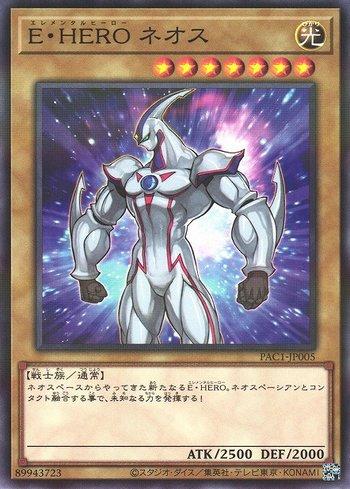 エレメンタルヒーロー
E・HERO ネオス
ひかり
光
PAC1-JP005
【戦士族／通常】
ネオスペースからやってきた新たなるE・HERO。ネオスペーシアンとコン
タクト融合する事で、未知なる力を発揮する！
ATK/2500 DEF/2000
89943723
©スタジオ・ダイス／集英社・テレビ東京・KONAMI